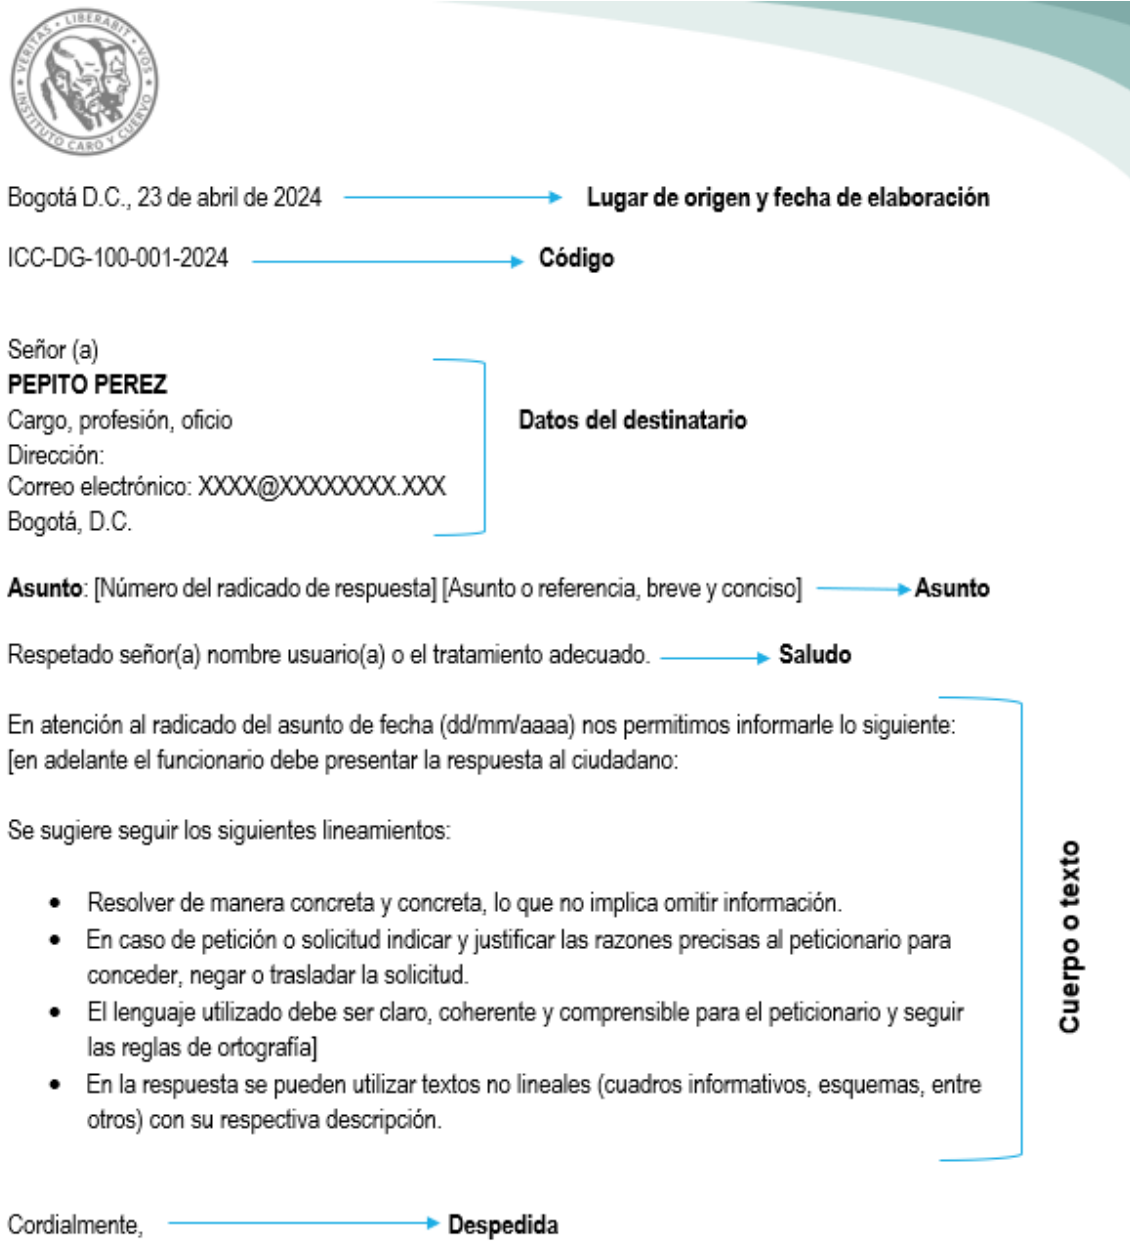 VERITAS • LIBERABIT • VOS • INSTITUTO CARO Y CUERVO
Bogotá D.C., 23 de abril de 2024 Lugar de origen y fecha de elaboración
ICC-DG-100-001-2024 Código
Señor (a)
PEPITO PEREZ
Cargo, profesión, oficio Datos del destinatario
Dirección:
Correo electrónico: XXXX@XXXXXXXX.XXX
Bogotá, D.C.
Asunto: [Número del radicado de respuesta] [Asunto o referencia, breve y conciso] Asunto
Respetado señor(a) nombre usuario(a) o el tratamiento adecuado. Saludo
En atención al radicado del asunto de fecha (dd/mm/aaaa) nos permitimos informarle lo siguiente:
[en adelante el funcionario debe presentar la respuesta al ciudadano:
Se sugiere seguir los siguientes lineamientos:
• Resolver de manera concreta y concreta, lo que no implica omitir información.
• En caso de petición o solicitud indicar y justificar las razones precisas al peticionario para
conceder, negar o trasladar la solicitud.
• El lenguaje utilizado debe ser claro, coherente y comprensible para el peticionario y seguir
las reglas de ortografía]
• En la respuesta se pueden utilizar textos no lineales (cuadros informativos, esquemas, entre
otros) con su respectiva descripción.
Cuerpo o texto
Cordialmente, Despedida